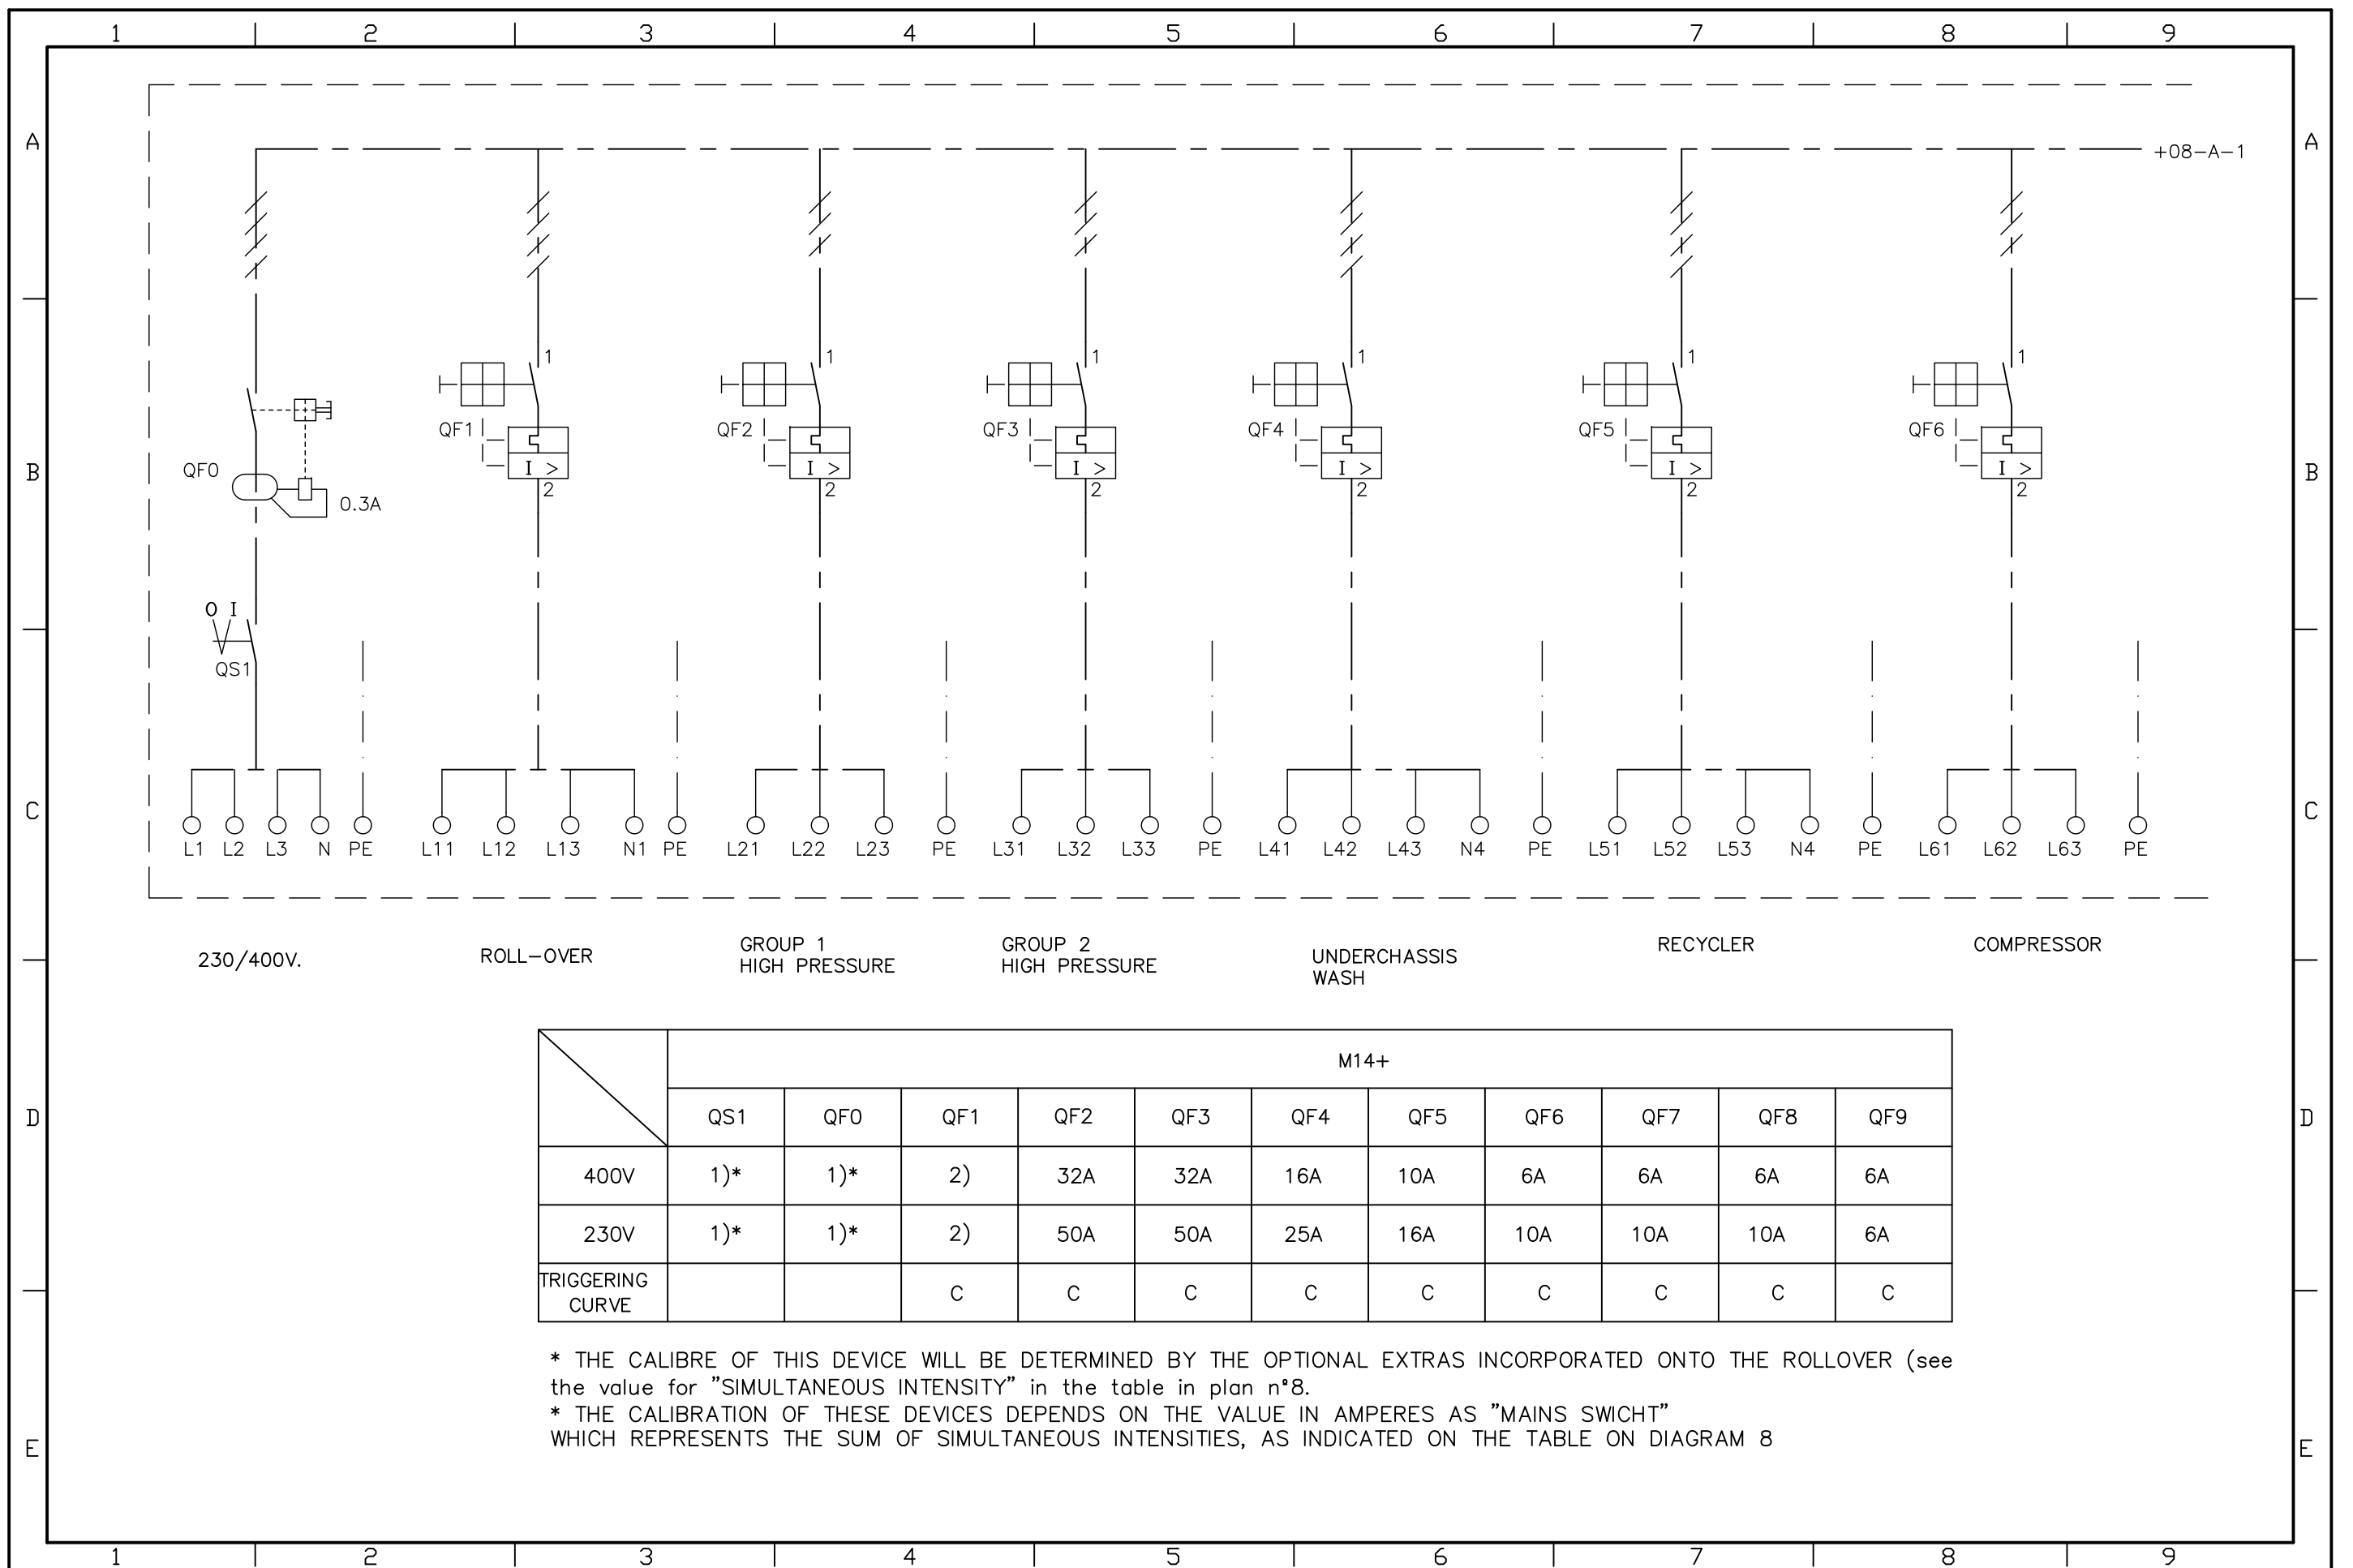 1 2 3 4 5 6 7 8 9
A A
+08-A-1
1 1 1 1 1 1
QF1 QF2 QF3 QF4 QF5 QF6
I > I > I > I > I > I >
B QF0 B
2 2 2 2 2 2
0.3A
0 I
QS1
C C
L1 L2 L3 N PE L11 L12 L13 N1 PE L21 L22 L23 PE L31 L32 L33 PE L41 L42 L43 N4 PE L51 L52 L53 N4 PE L61 L62 L63 PE
230/400V.
ROLL-OVER
GROUP 1
HIGH PRESSURE
GROUP 2
HIGH PRESSURE
UNDERCHASSIS
WASH
RECYCLER
COMPRESSOR
M14+
D D
QS1 QF0 QF1 QF2 QF3 QF4 QF5 QF6 QF7 QF8 QF9
400V 1)* 1)* 2) 32A 32A 16A 10A 6A 6A 6A 6A
230V 1)* 1)* 2) 50A 50A 25A 16A 10A 10A 10A 6A
TRIGGERING
CURVE
C C C C C C C C C
* THE CALIBRE OF THIS DEVICE WILL BE DETERMINED BY THE OPTIONAL EXTRAS INCORPORATED ONTO THE ROLLOVER (see
the value for "SIMULTANEOUS INTENSITY" in the table in plan nº8.
* THE CALIBRATION OF THESE DEVICES DEPENDS ON THE VALUE IN AMPERES AS "MAINS SWICHT"
WHICH REPRESENTS THE SUM OF SIMULTANEOUS INTENSITIES, AS INDICATED ON THE TABLE ON DIAGRAM 8
E E
1 2 3 4 5 6 7 8 9